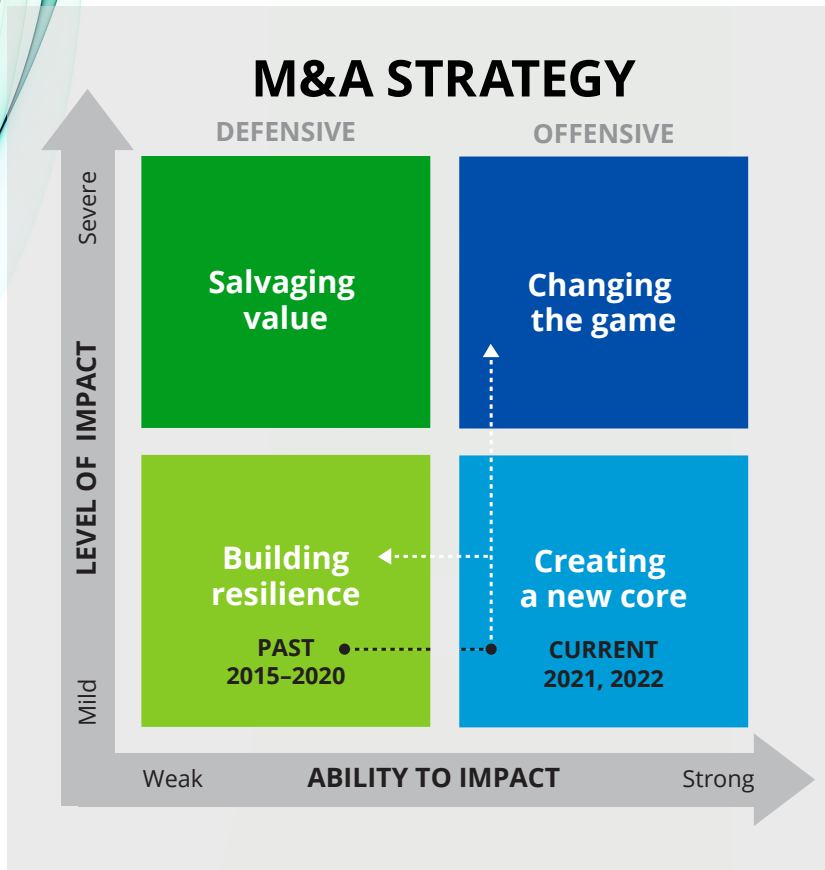 M&A STRATEGY
DEFENSIVE
OFFENSIVE
Severe
LEVEL OF IMPACT
Mild
Salvaging
value
Changing
the game
Building
resilience
PAST
2015–2020
Creating
a new core
CURRENT
2021, 2022
Weak
ABILITY TO IMPACT
Strong